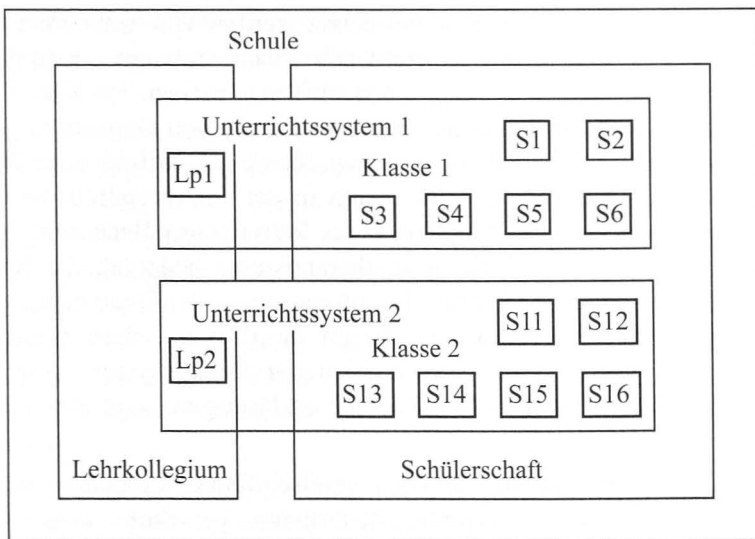 Schule
Unterrichtssystem 1
S1 S2
Lp1
Klasse 1
S3 S4 S5 S6
Unterrichtssystem 2
S11 S12
Lp2
Klasse 2
S13 S14 S15 S16
Lehrkollegium
Schülerschaft